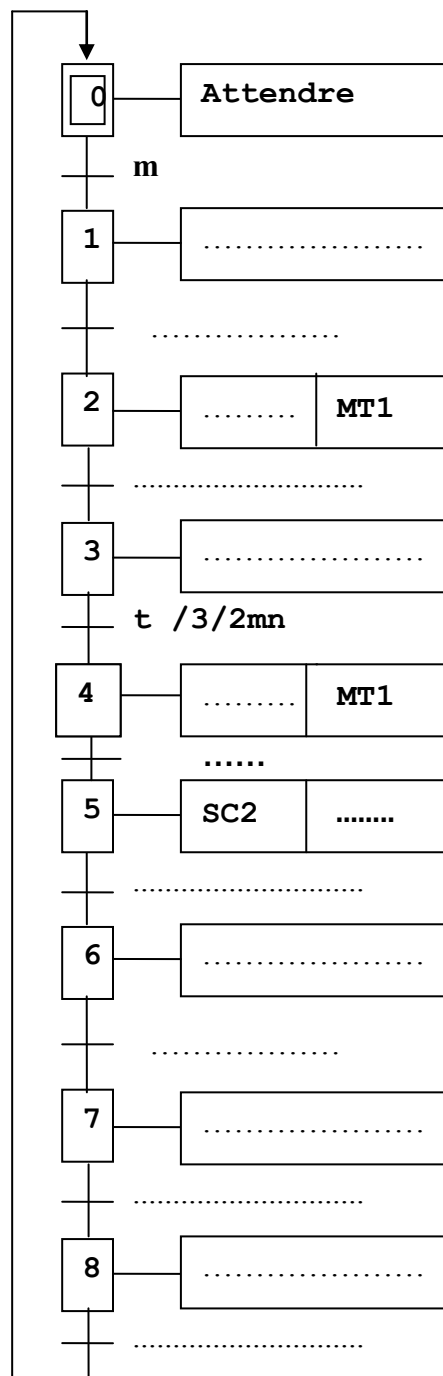 0 Attendre
m
1 .....................
..................
2 ......... MT1
.............................
3 .....................
t /3/2mn
4 ......... MT1
......
5 SC2 ........
.............................
6 .....................
..................
7 .....................
.............................
8 .....................
.............................